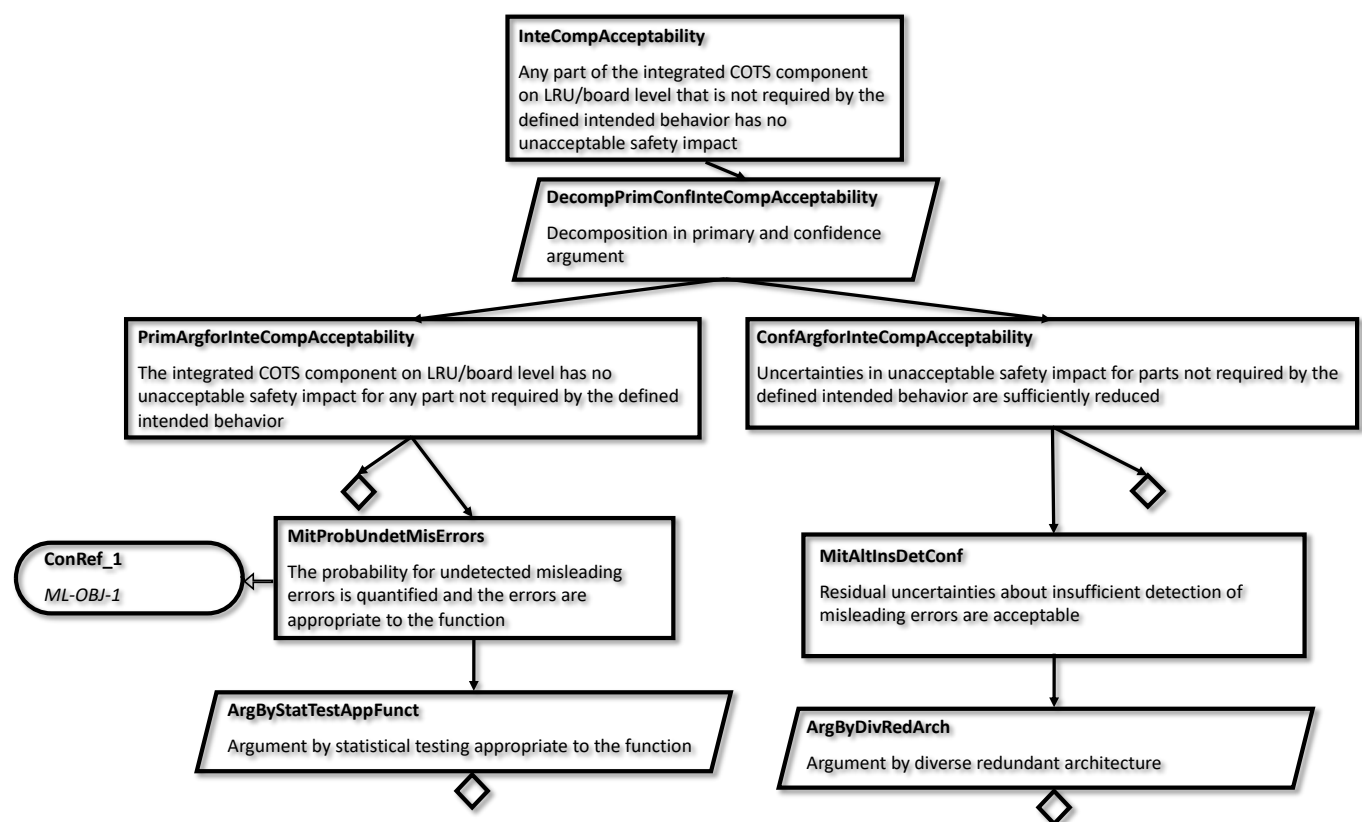 InteCompAcceptability
Any part of the integrated COTS component
on LRU/board level that is not required by the
defined intended behavior has no
unacceptable safety impact
DecompPrimConfInteCompAcceptability
Decomposition in primary and confidence
argument
PrimArgforInteCompAcceptability
The integrated COTS component on LRU/board level has no
unacceptable safety impact for any part not required by the defined
intended behavior
ConfArgforInteCompAcceptability
Uncertainties in unacceptable safety impact for parts not required by the
defined intended behavior are sufficiently reduced
ConRef_1
ML-OBJ-1
MitProbUndetMisErrors
The probability for undetected misleading
errors is quantified and the errors are
appropriate to the function
MitAltInsDetConf
Residual uncertainties about insufficient detection of
misleading errors are acceptable
ArgByStatTestAppFunct
Argument by statistical testing appropriate to the function
ArgByDivRedArch
Argument by diverse redundant architecture